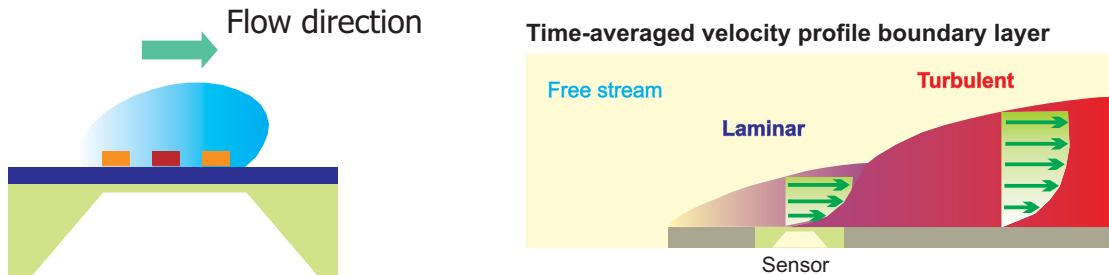 Flow direction
Time-averaged velocity profile boundary layer
Free stream
Turbulent
Laminar
Sensor